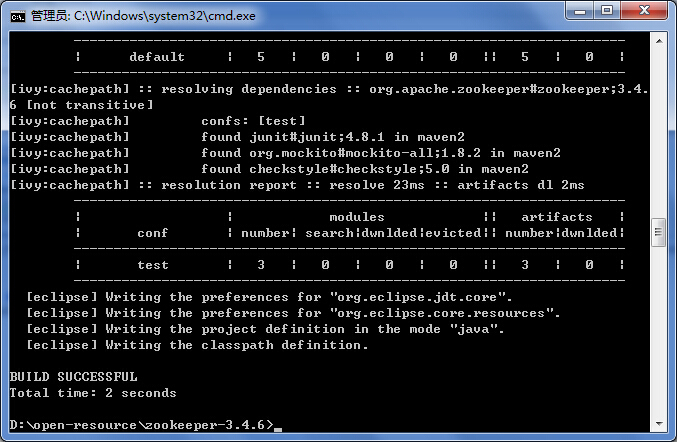 管理员: C:\Windows\system32\cmd.exe
---------------------------------------------------------------------
|      default     |   5   |   0   |   0   |   0   ||   5   |   0   |
---------------------------------------------------------------------
[ivy:cachepath] :: resolving dependencies :: org.apache.zookeeper#zookeeper;3.4.
6 [not transitive]
[ivy:cachepath]         confs: [test]
[ivy:cachepath]         found junit#junit;4.8.1 in maven2
[ivy:cachepath]         found org.mockito#mockito-all;1.8.2 in maven2
[ivy:cachepath]         found checkstyle#checkstyle;5.0 in maven2
[ivy:cachepath] :: resolution report :: resolve 23ms :: artifacts dl 2ms
---------------------------------------------------------------------
|                  |            modules            ||   artifacts   |
|       conf       | number| search|dwnlded|evicted|| number|dwnlded|
---------------------------------------------------------------------
|       test       |   3   |   0   |   0   |   0   ||   3   |   0   |
---------------------------------------------------------------------
[eclipse] Writing the preferences for "org.eclipse.jdt.core".
[eclipse] Writing the preferences for "org.eclipse.core.resources".
[eclipse] Writing the project definition in the mode "java".
[eclipse] Writing the classpath definition.
BUILD SUCCESSFUL
Total time: 2 seconds
D:\open-resource\zookeeper-3.4.6>_